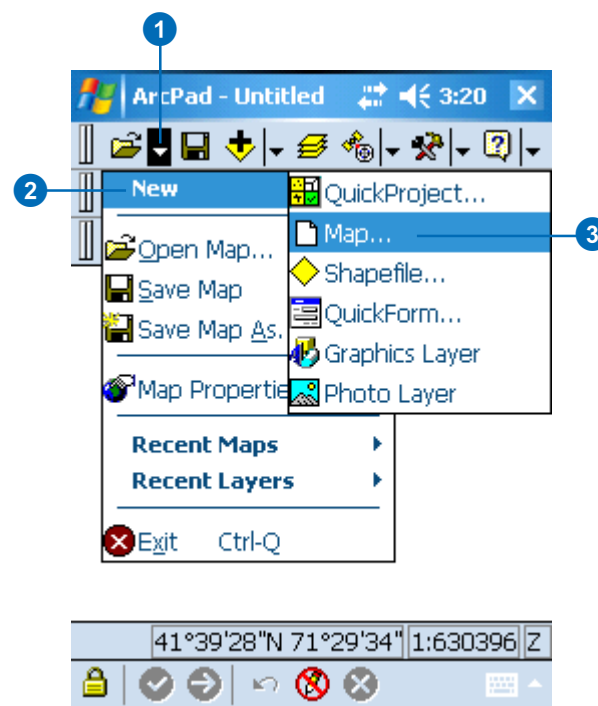 1
ArcPad - Untitled 3:20
2
New
QuickProject...
3
Map...
Open Map...
Shapefile...
Save Map
QuickForm...
Save Map As.
Graphics Layer
Map Propertie
Photo Layer
Recent Maps
Recent Layers
Exit Ctrl-Q
41°39'28"N 71°29'34" 1:630396 Z